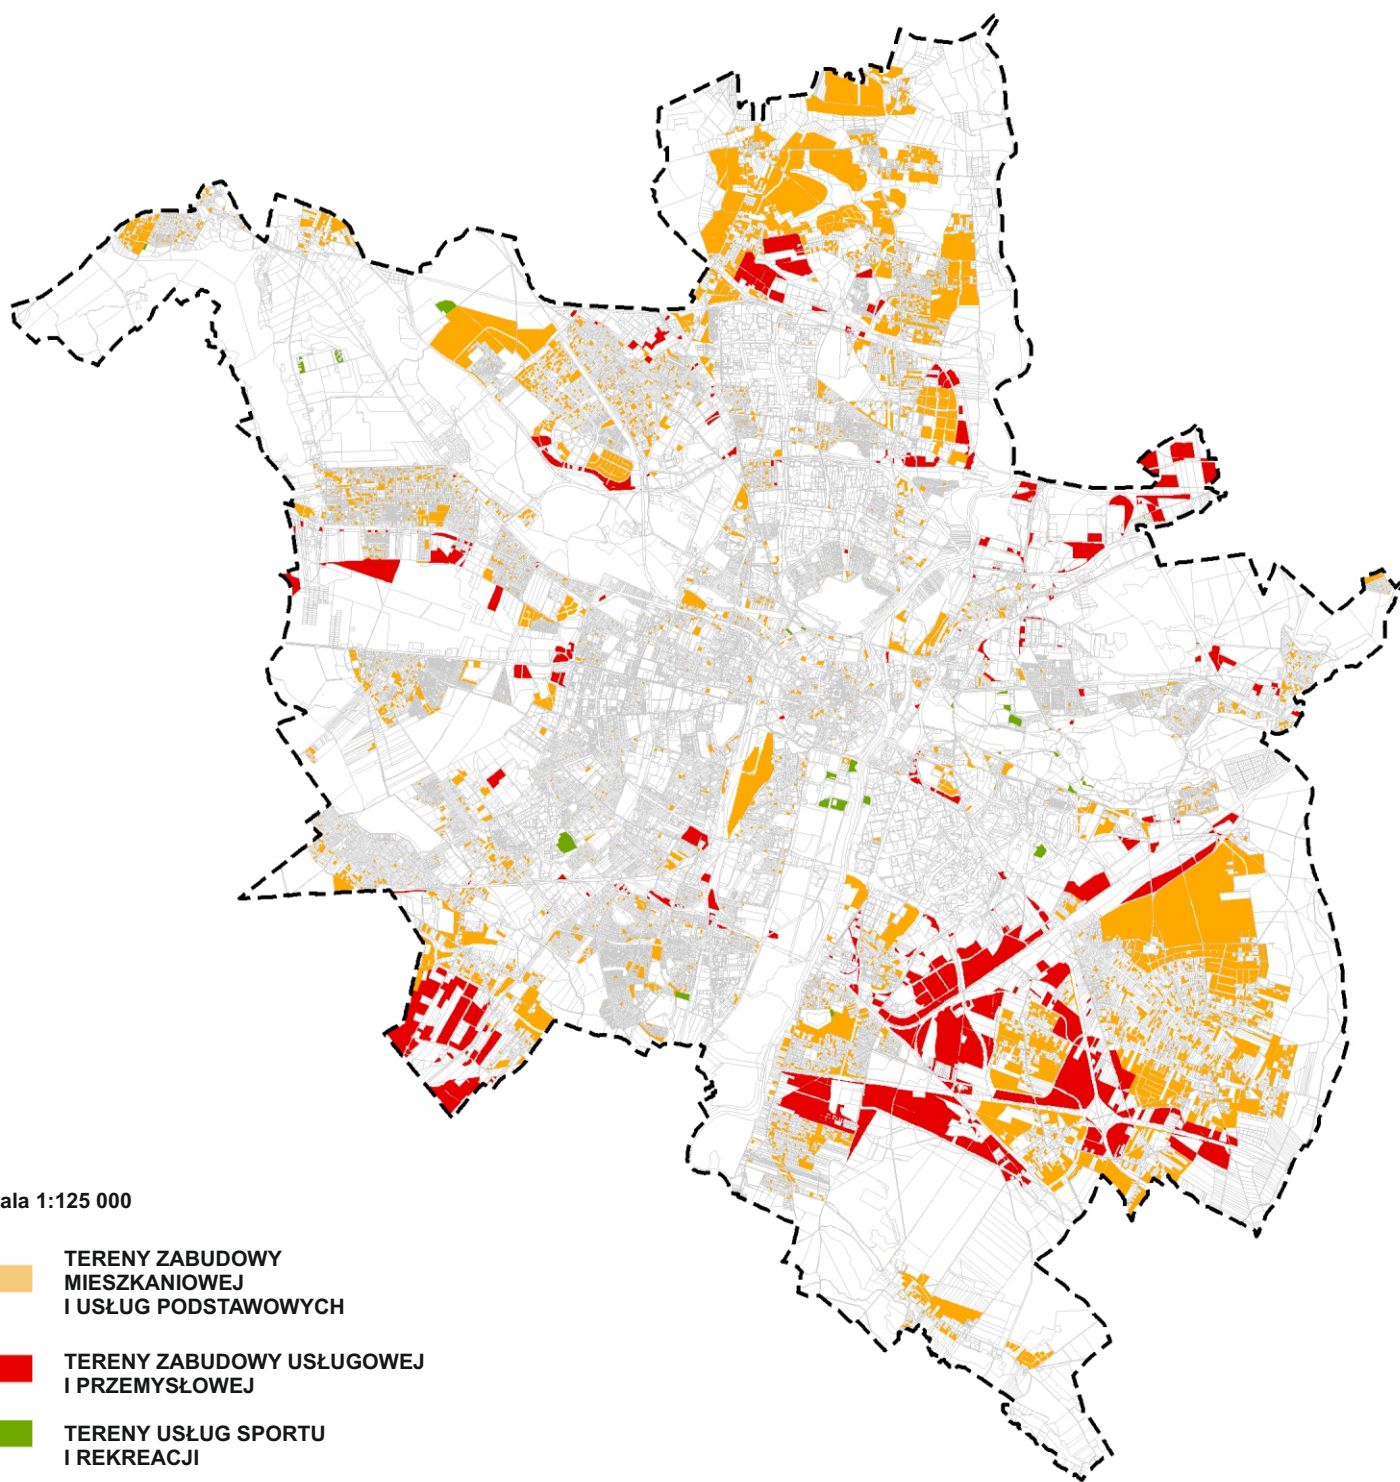 ala 1:125 000
TERENY ZABUDOWY
MIESZKANIOWEJ
I USŁUG PODSTAWOWYCH
TERENY ZABUDOWY USŁUGOWEJ
I PRZEMYSŁOWEJ
TERENY USŁUG SPORTU
I REKREACJI